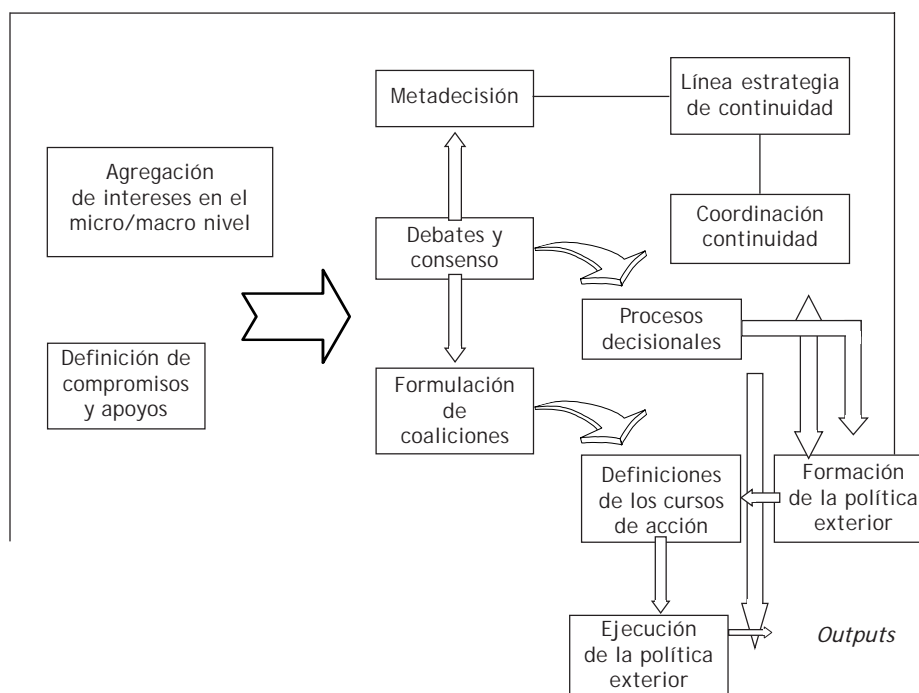 Metadecisión
Línea estrategia
de continuidad
Agregación
de intereses en el
micro/macro nivel
Debates y
consenso
Coordinación
continuidad
Procesos
decisionales
Definición de
compromisos
y apoyos
Formulación
de
coaliciones
Definiciones
de los cursos
de acción
Formación
de la política
exterior
Ejecución
de la política
exterior
Outputs